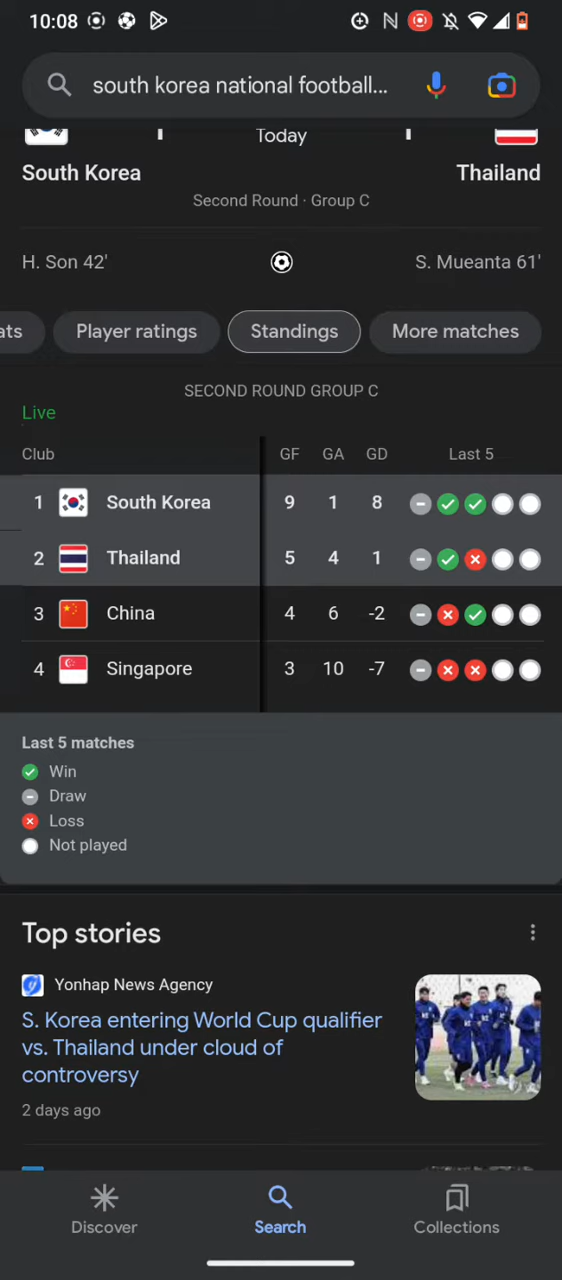 10:08
south korea national football...
Today
South Korea Thailand
Second Round · Group C
H. Son 42' S. Mueanta 61'
ats Player ratings Standings More matches
SECOND ROUND GROUP C
Live
Club GF GA GD Last 5
1 South Korea 9 1 8
2 Thailand 5 4 1
3 China 4 6 -2
4 Singapore 3 10 -7
Last 5 matches
Win
Draw
Loss
Not played
Top stories
Yonhap News Agency
S. Korea entering World Cup qualifier
vs. Thailand under cloud of
controversy
2 days ago
Discover Search Collections